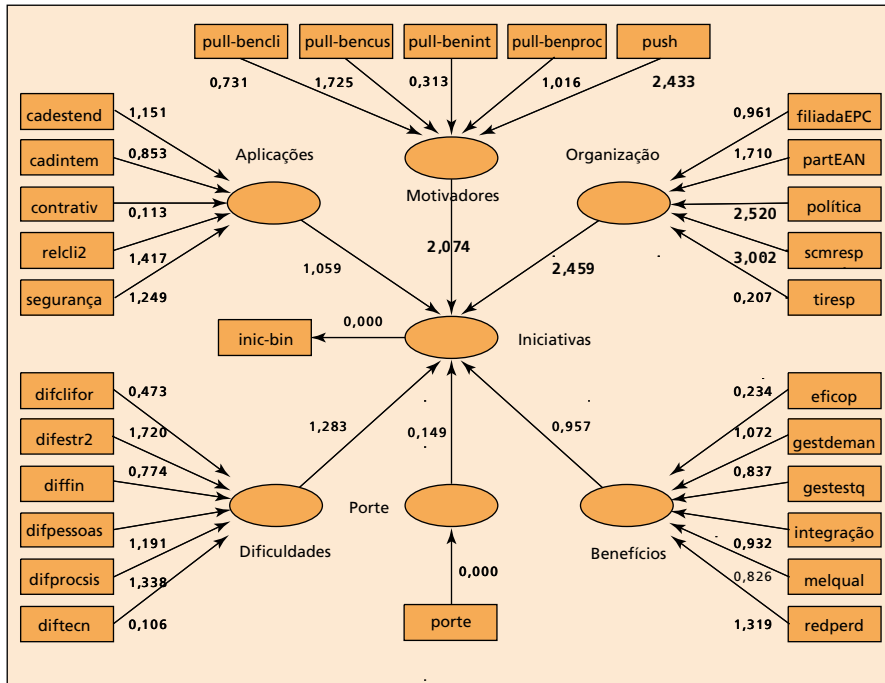 pull-bencli pull-bencus pull-benint pull-benproc push
0,731 1,725 0,313 1,016 2,433
cadestend 1,151
cadintem 0,853
contrativ 0,113
relcli2 1,417
segurança 1,249
Aplicações
Motivadores
Organização
0,961 filiadaEPC
1,710 partEAN
política
2,520
scmresp
3,002
tiresp
0,207
1,059
2,074
2,459
inic-bin 0,000
Iniciativas
difclifor 0,473
difestr2 1,720
diffin 0,774
difpessoas
1,191
difprocsis 1,338
diftecn 0,106
1,283
0,149
0,957
Dificuldades
Porte
Benefícios
0,000
porte
0,234 eficop
1,072 gestdeman
0,837 gestestq
integração
0,932
melqual
0,826
redperd
1,319